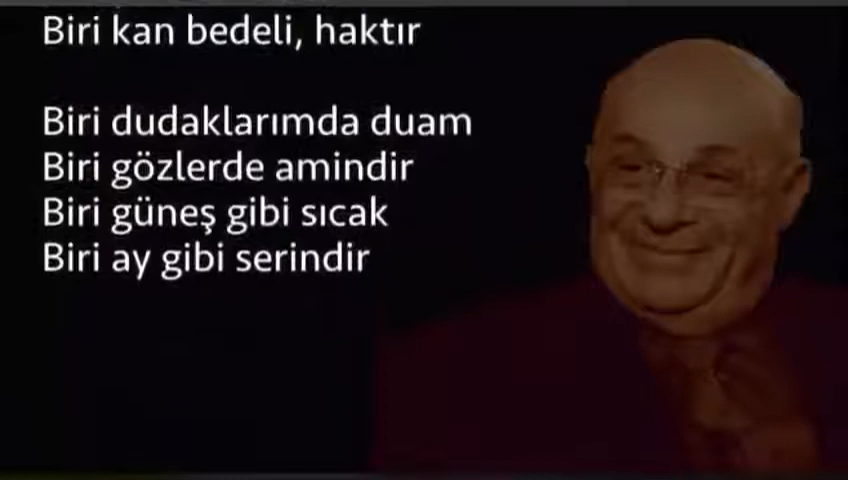 Biri kan bedeli, haktır
Biri dudaklarımda duam
Biri gözlerde amindir
Biri güneş gibi sıcak
Biri ay gibi serindir